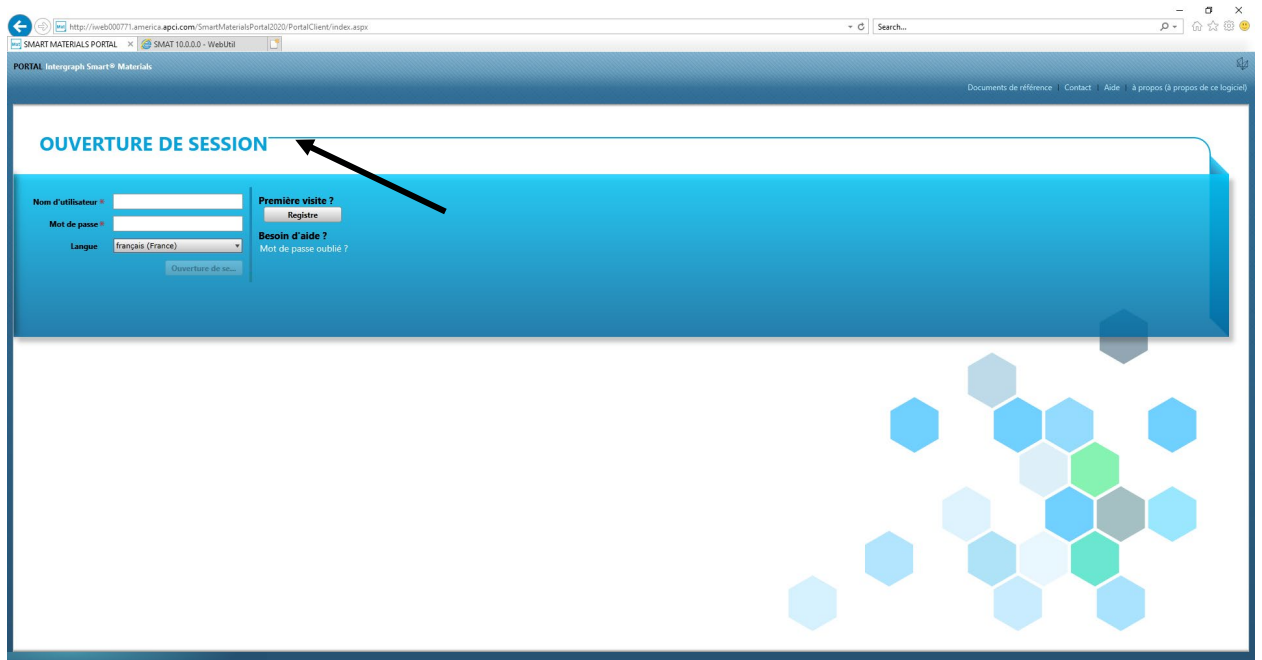 http://iweb000771.america.apci.com/SmartMaterialsPortal2020/PortalClient/index.aspx
Search...
SMART MATERIALS PORTAL
SMAT 10.0.0.0 - WebUtil
PORTAL Intergraph Smart® Materials
Documents de référence | Contact | Aide | à propos (à propos de ce logiciel)
OUVERTURE DE SESSION
Nom d'utilisateur *
Mot de passe *
Langue français (France)
Ouverture de se...
Première visite ?
Registre
Besoin d'aide ?
Mot de passe oublié ?